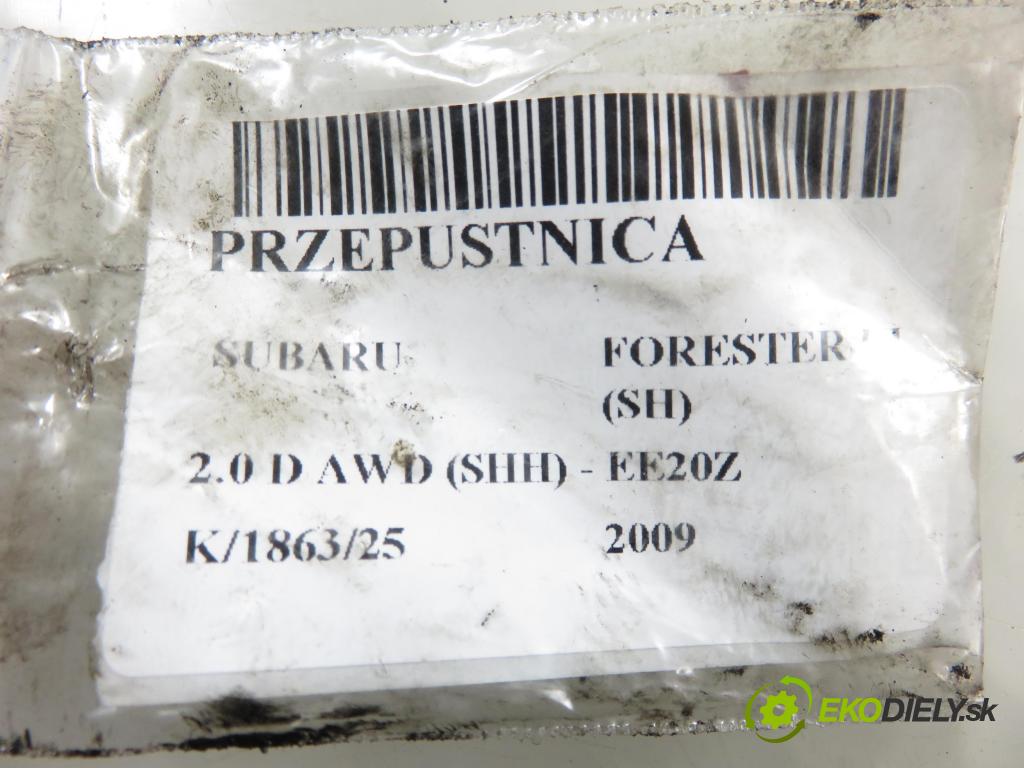 PRZEPUSTNICA
SUBARU FORESTER
(SH)
2.0 D AWD (SHH) - EE20Z
K/1863/25 2009
EKODIELY.sk